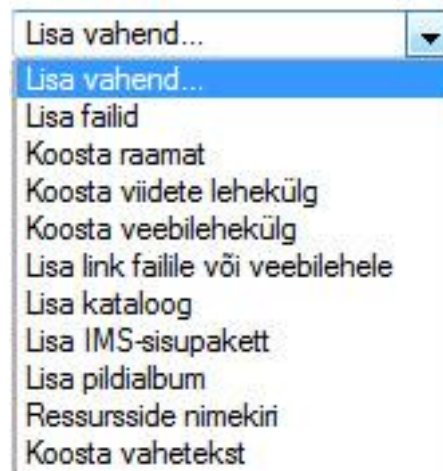 Lisa vahend...
Lisa vahend...
Lisa failid
Koosta raamat
Koosta viidete lehekülg
Koosta veebilehekülg
Lisa link failile või veebilehele
Lisa kataloog
Lisa IMS-sisupakett
Lisa pildialbum
Ressursside nimekiri
Koosta vahetekst